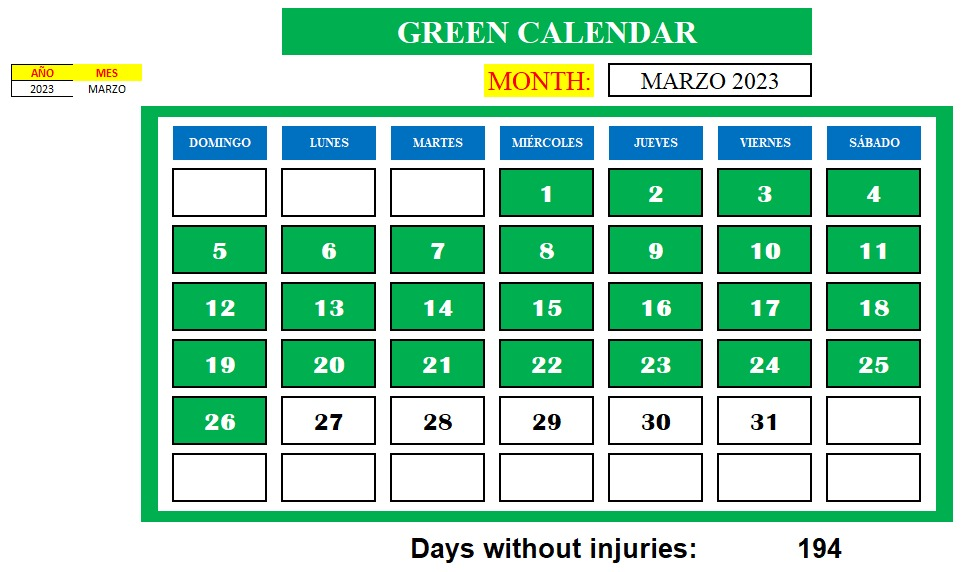 GREEN CALENDAR
AÑO MES MONTH: MARZO 2023
2023 MARZO
DOMINGO LUNES MARTES MIÉRCOLES JUEVES VIERNES SÁBADO
1 2 3 4
5 6 7 8 9 10 11
12 13 14 15 16 17 18
19 20 21 22 23 24 25
26 27 28 29 30 31
Days without injuries: 194